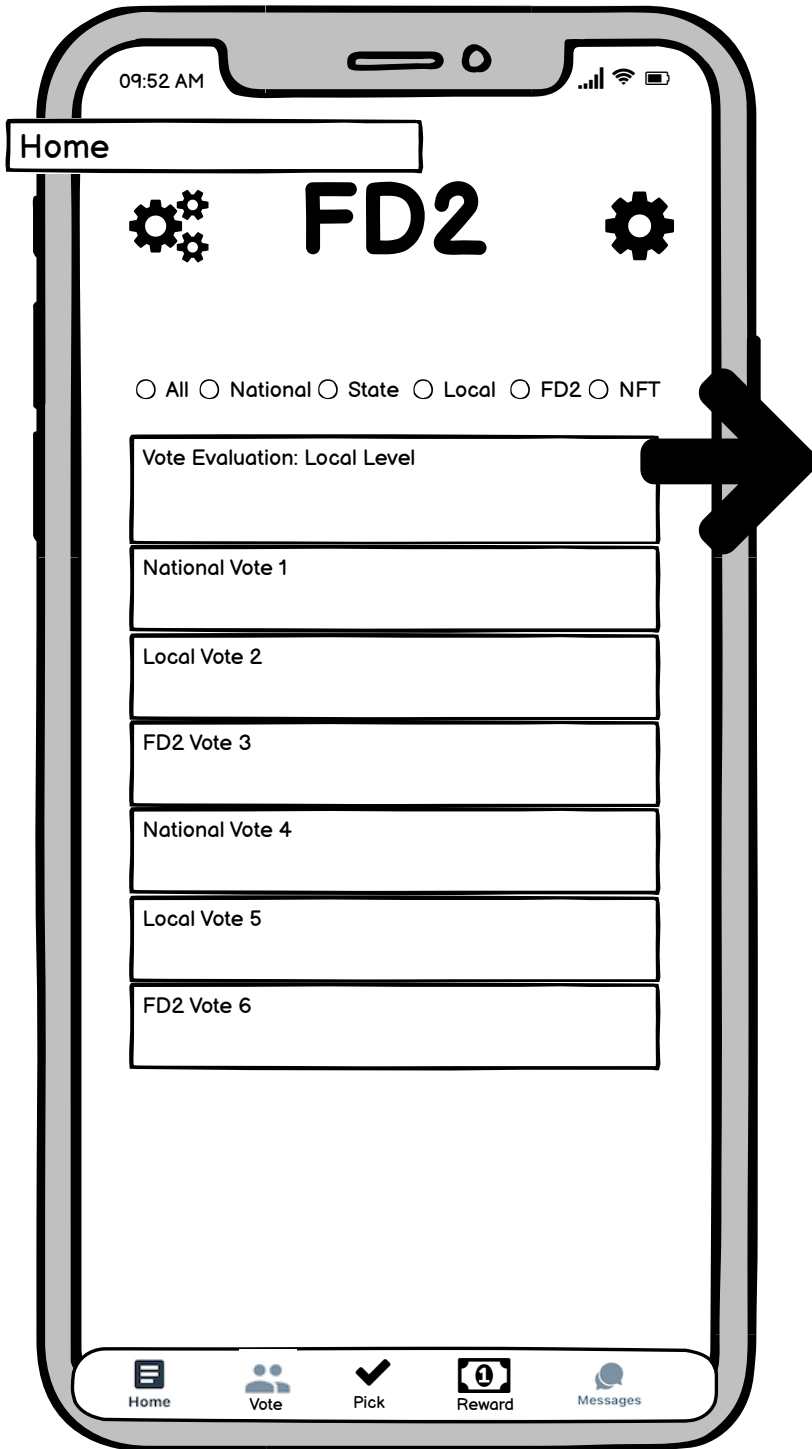 09:52 AM
Home
FD2
All National State Local FD2 NFT
Vote Evaluation: Local Level
National Vote 1
Local Vote 2
FD2 Vote 3
National Vote 4
Local Vote 5
FD2 Vote 6
1
Home Vote Pick Reward Messages